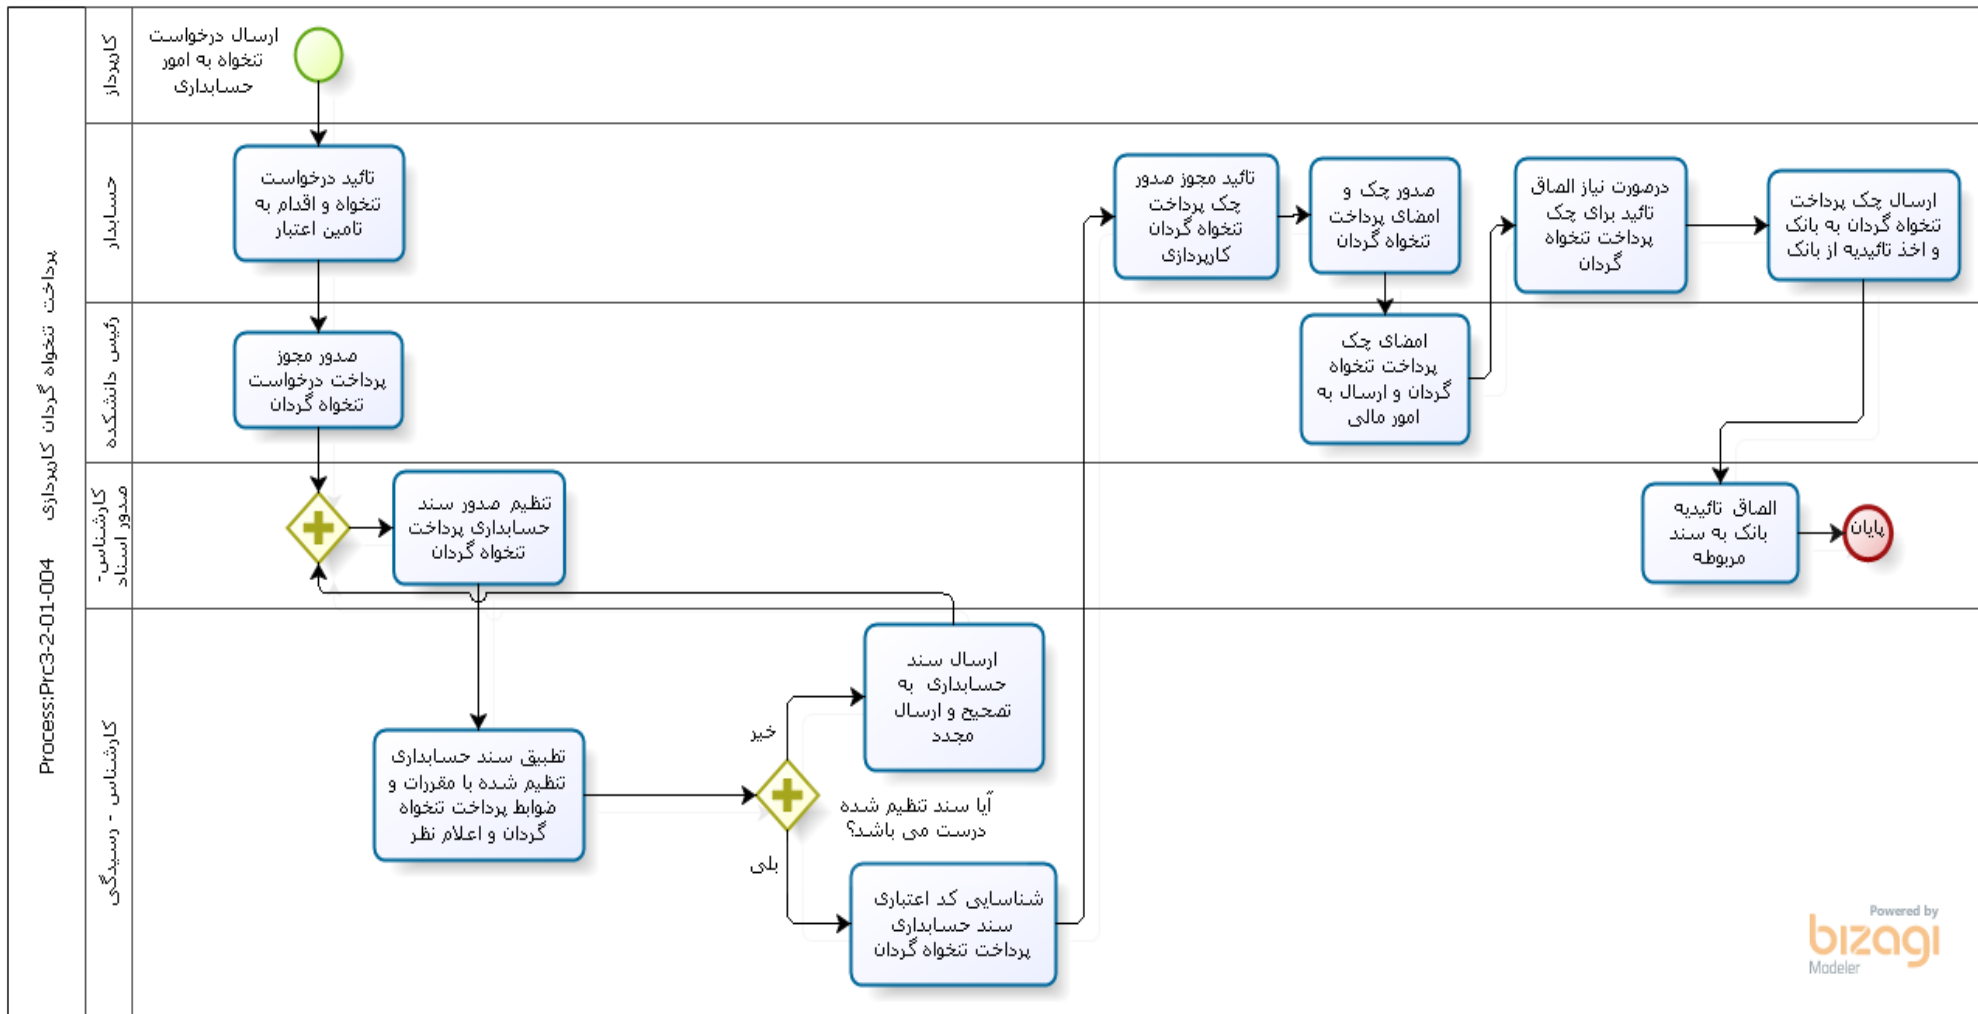 پرداخت تنخواه گردان کارپردازی
Process:Prc3-2-01-004
کارپرداز
ارسال درخواست
تنخواه به امور
حسابداری
حسابدار
تائید درخواست
تنخواه و اقدام به
تامین اعتبار
تائید مجوز صدور
چک پرداخت
تنخواه گردان
کارپردازی
صدور چک و
امضای پرداخت
تنخواه گردان
درصورت نیاز الصاق
تائید برای چک
پرداخت تنخواه
گردان
ارسال چک پرداخت
تنخواه گردان به بانک
و اخذ تائیدیه از بانک
رئیس دانشکده
صدور مجوز
پرداخت درخواست
تنخواه گردان
امضای چک
پرداخت تنخواه
گردان و ارسال به
امور مالی
کارشناس-
صدور اسناد
تنظیم صدور سند
حسابداری پرداخت
تنخواه گردان
الصاق تائیدیه
بانک به سند
مربوطه
پایان
کارشناس - رسیدگی
تطبیق سند حسابداری
تنظیم شده با مقررات و
ضوابط پرداخت تنخواه
گردان و اعلام نظر
خیر
آیا سند تنظیم شده
درست می باشد؟
بلی
ارسال سند
حسابداری به
تصحیح و ارسال
مجدد
شناسایی کد اعتباری
سند حسابداری
پرداخت تنخواه گردان
Powered by
bizagi
Modeler